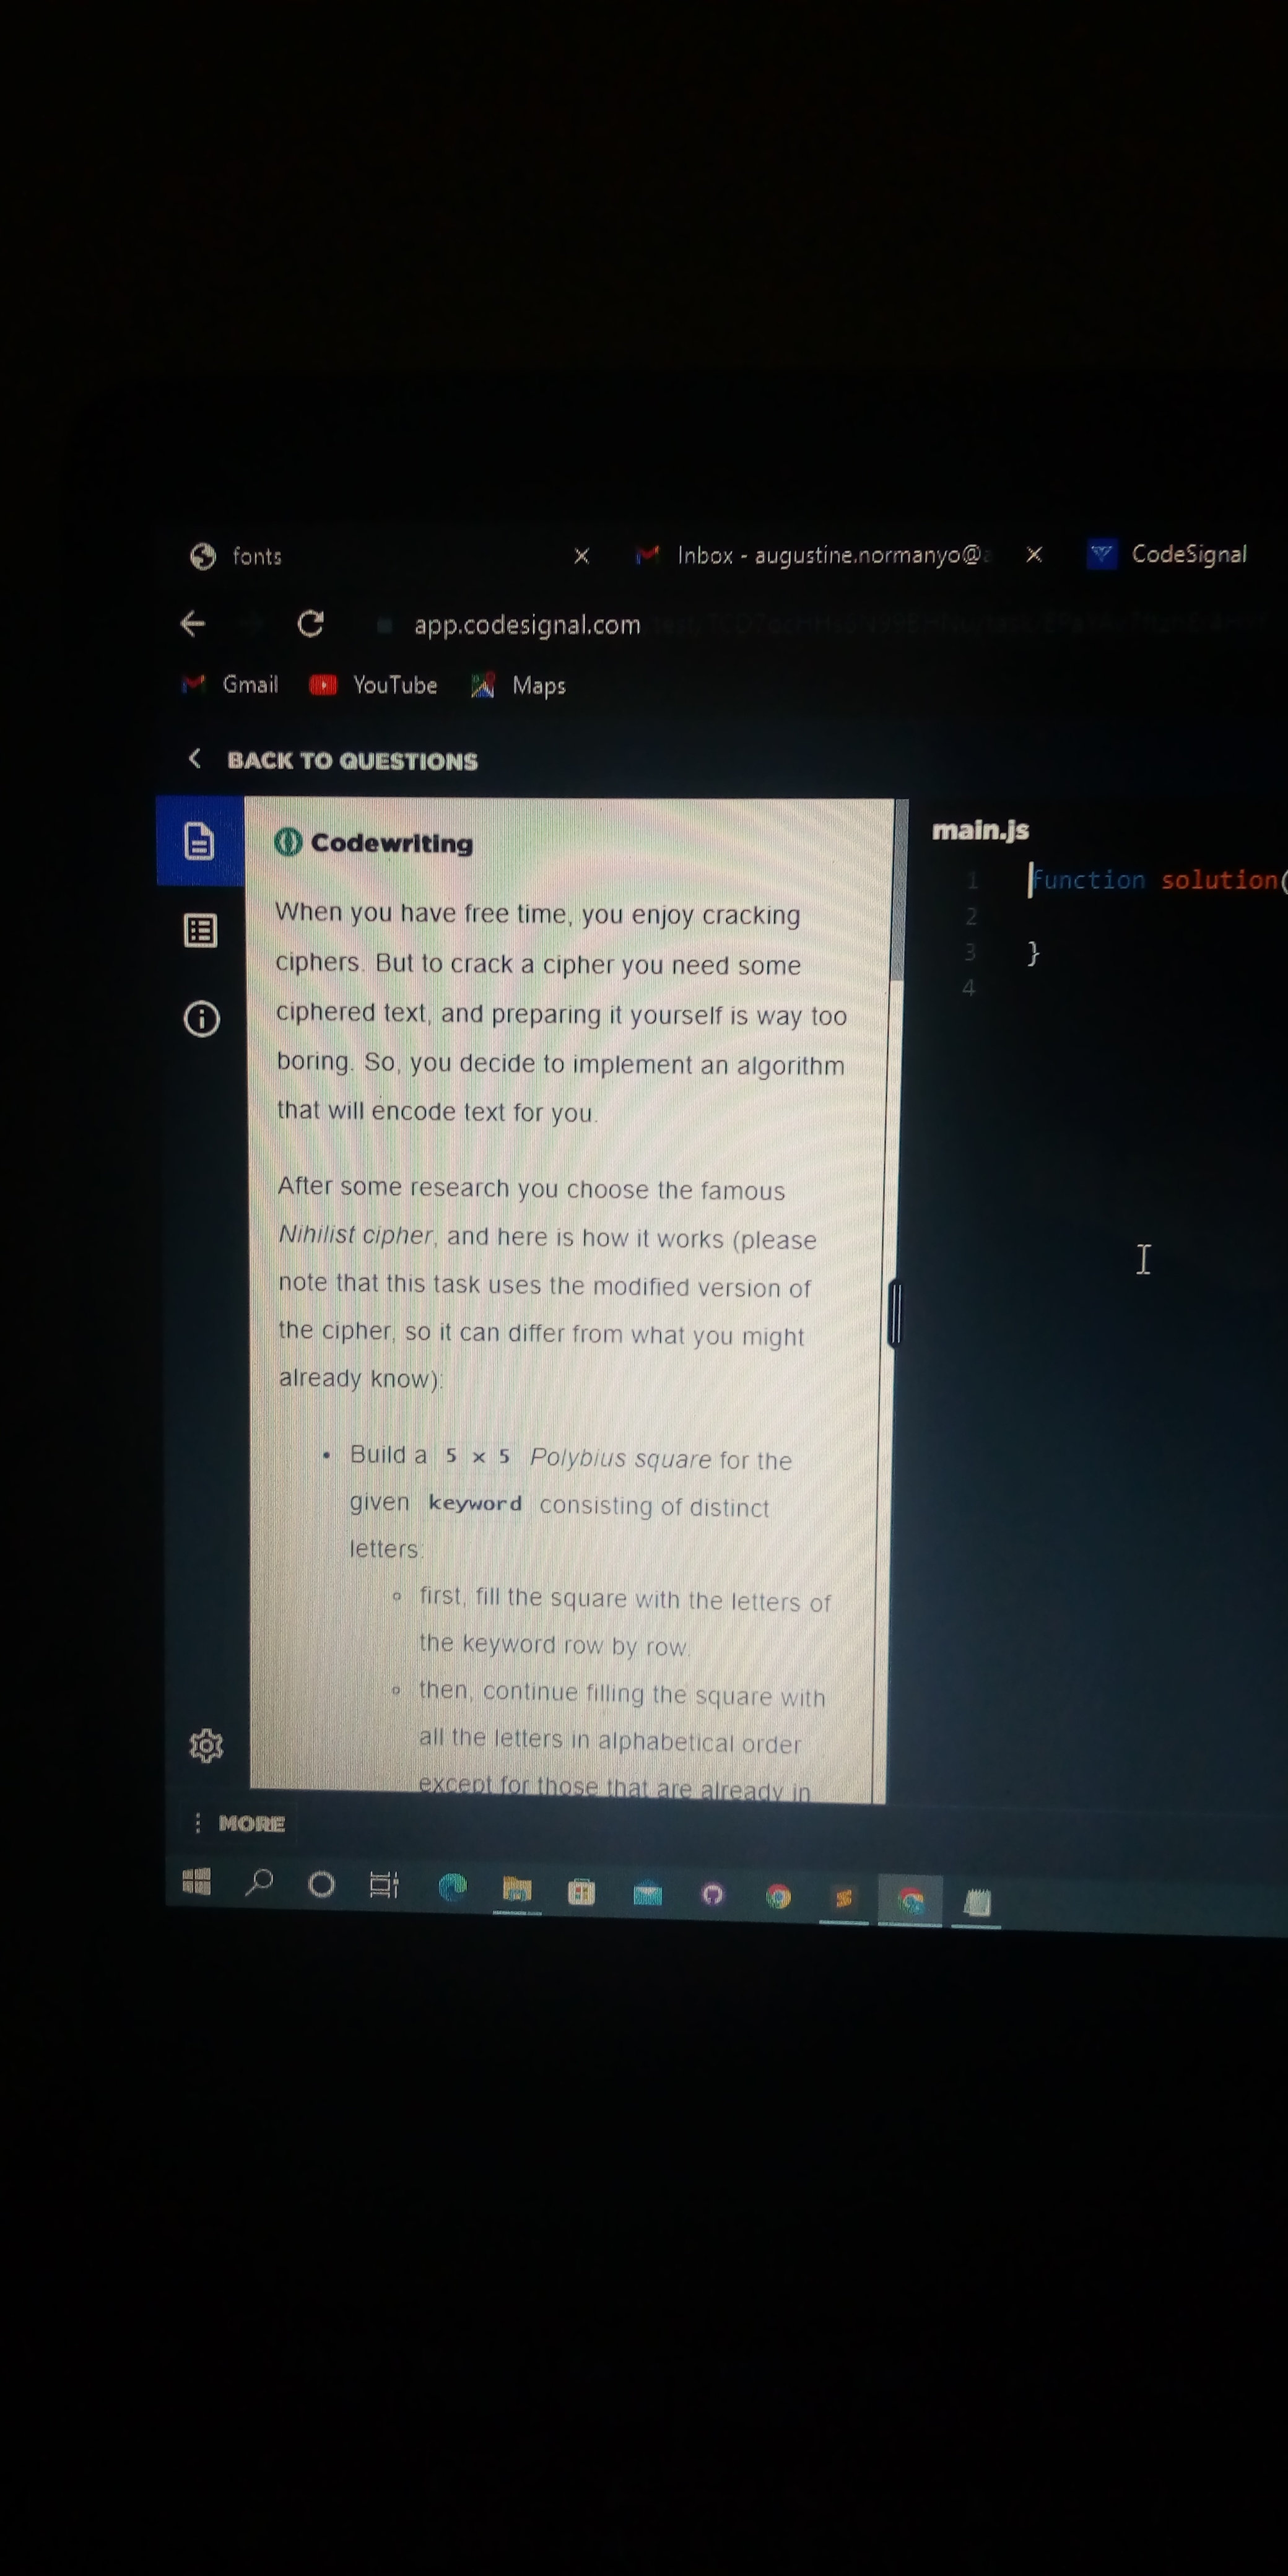 fonts
Inbox - augustine.normanyo@
CodeSignal
app.codesignal.com
Gmail YouTube Maps
BACK TO QUESTIONS
Codewriting
When you have free time, you enjoy cracking
ciphers. But to crack a cipher you need some
ciphered text, and preparing it yourself is way too
boring. So, you decide to implement an algorithm
that will encode text for you.
After some research you choose the famous
Nihilist cipher, and here is how it works (please
note that this task uses the modified version of
the cipher, so it can differ from what you might
already know):
• Build a 5 × 5 Polybius square for the
given keyword consisting of distinct
letters:
◦ first, fill the square with the letters of
the keyword row by row.
◦ then, continue filling the square with
all the letters in alphabetical order
except for those that are already in
main.js
1 function solution(
2
3 }
4
MORE